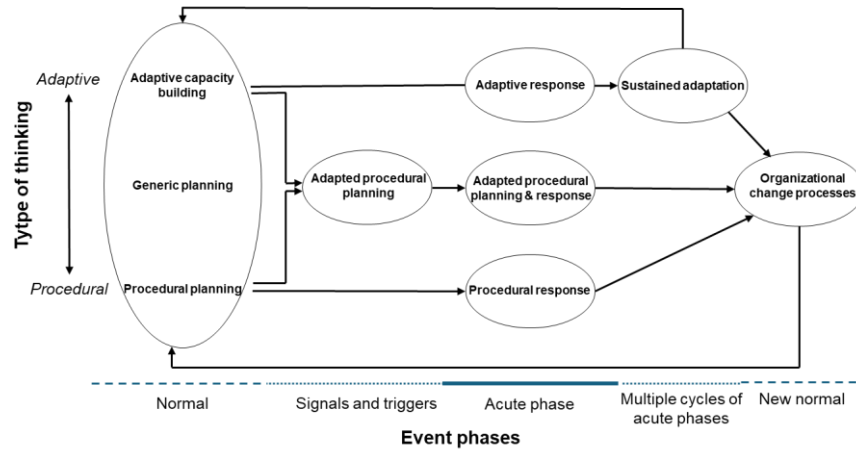 Adaptive
Adaptive capacity
building
Adaptive response
Sustained adaptation
Tytpe of thinking
Generic planning
Adapted procedural
planning
Adapted procedural
planning & response
Organizational
change processes
Procedural
Procedural planning
Procedural response
Normal
Signals and triggers
Acute phase
Multiple cycles of
acute phases
New normal
Event phases